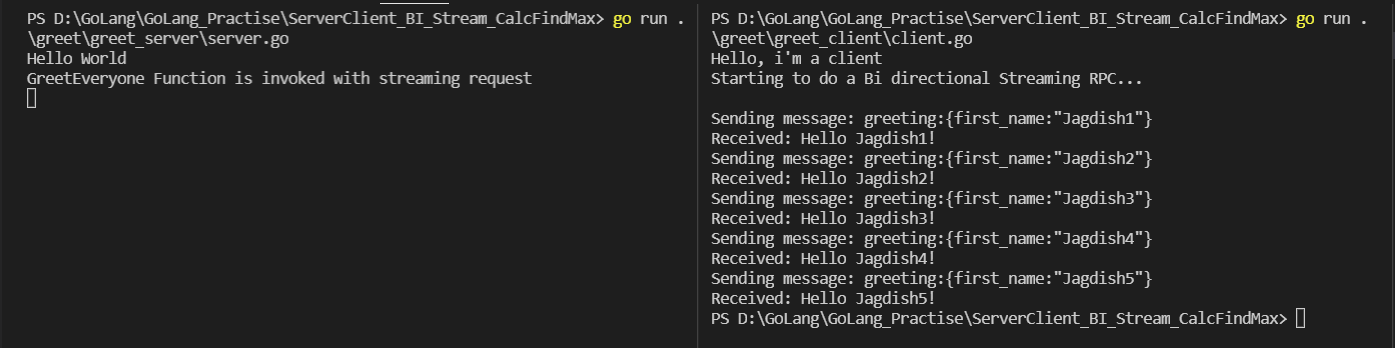 PS D:\GoLang\GoLang_Practise\ServerClient_BI_Stream_CalcFindMax> go run .
\greet\greet_server\server.go
Hello World
GreetEveryone Function is invoked with streaming request
PS D:\GoLang\GoLang_Practise\ServerClient_BI_Stream_CalcFindMax> go run .
\greet\greet_client\client.go
Hello, i'm a client
Starting to do a Bi directional Streaming RPC...
Sending message: greeting:{first_name:"Jagdish1"}
Received: Hello Jagdish1!
Sending message: greeting:{first_name:"Jagdish2"}
Received: Hello Jagdish2!
Sending message: greeting:{first_name:"Jagdish3"}
Received: Hello Jagdish3!
Sending message: greeting:{first_name:"Jagdish4"}
Received: Hello Jagdish4!
Sending message: greeting:{first_name:"Jagdish5"}
Received: Hello Jagdish5!
PS D:\GoLang\GoLang_Practise\ServerClient_BI_Stream_CalcFindMax>